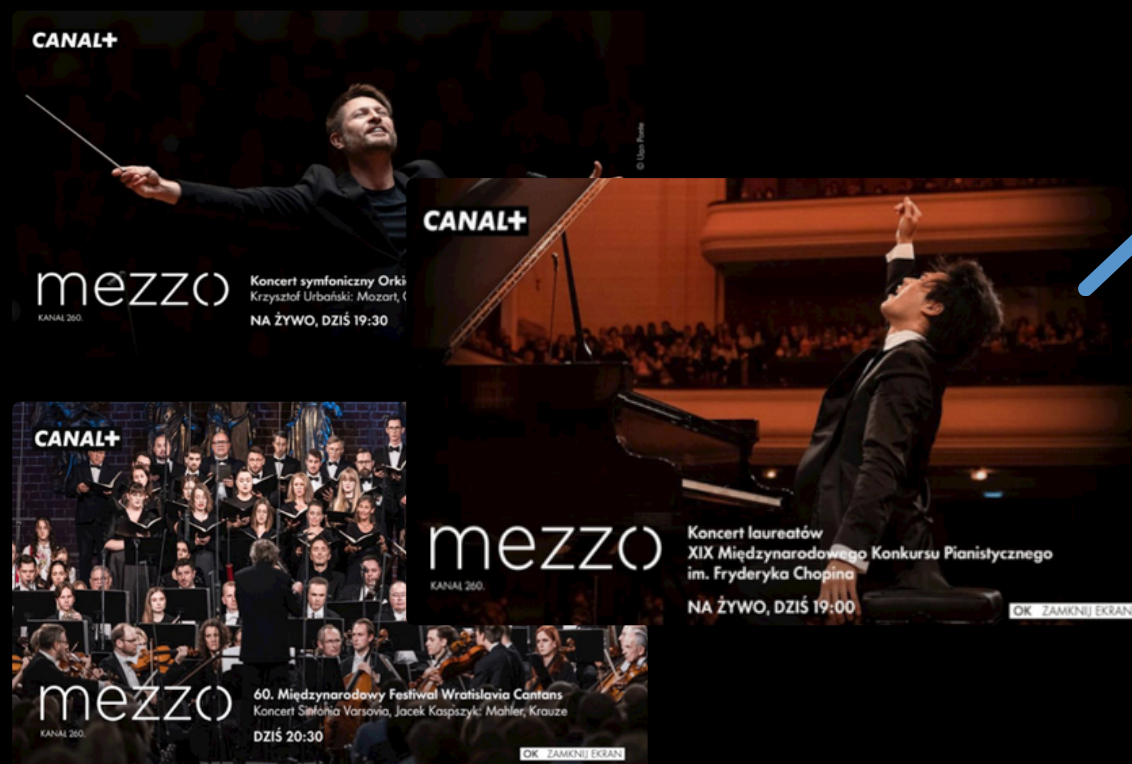 CANAL+
© Uan Ponte
mezzo
KANAŁ 260.
Koncert symfoniczny
Krzysztof Urbański: Mozart,
NA ŻYWO, DZIŚ 19:30
CANAL+
mezzo
KANAŁ 260.
Koncert laureatów
XIX Międzynarodowego Konkursu Pianistycznego
im. Fryderyka Chopina
NA ŻYWO, DZIŚ 19:00
OK ZAMKNIJ EKRAN
CANAL+
mezzo
KANAŁ 260.
60. Międzynarodowy Festiwal Wratislavia Cantans
Koncert Sinfonia Varsovia, Jacek Kaspszyk: Mahler, Krauze
DZIŚ 20:30
OK ZAMKNIJ EKRAN